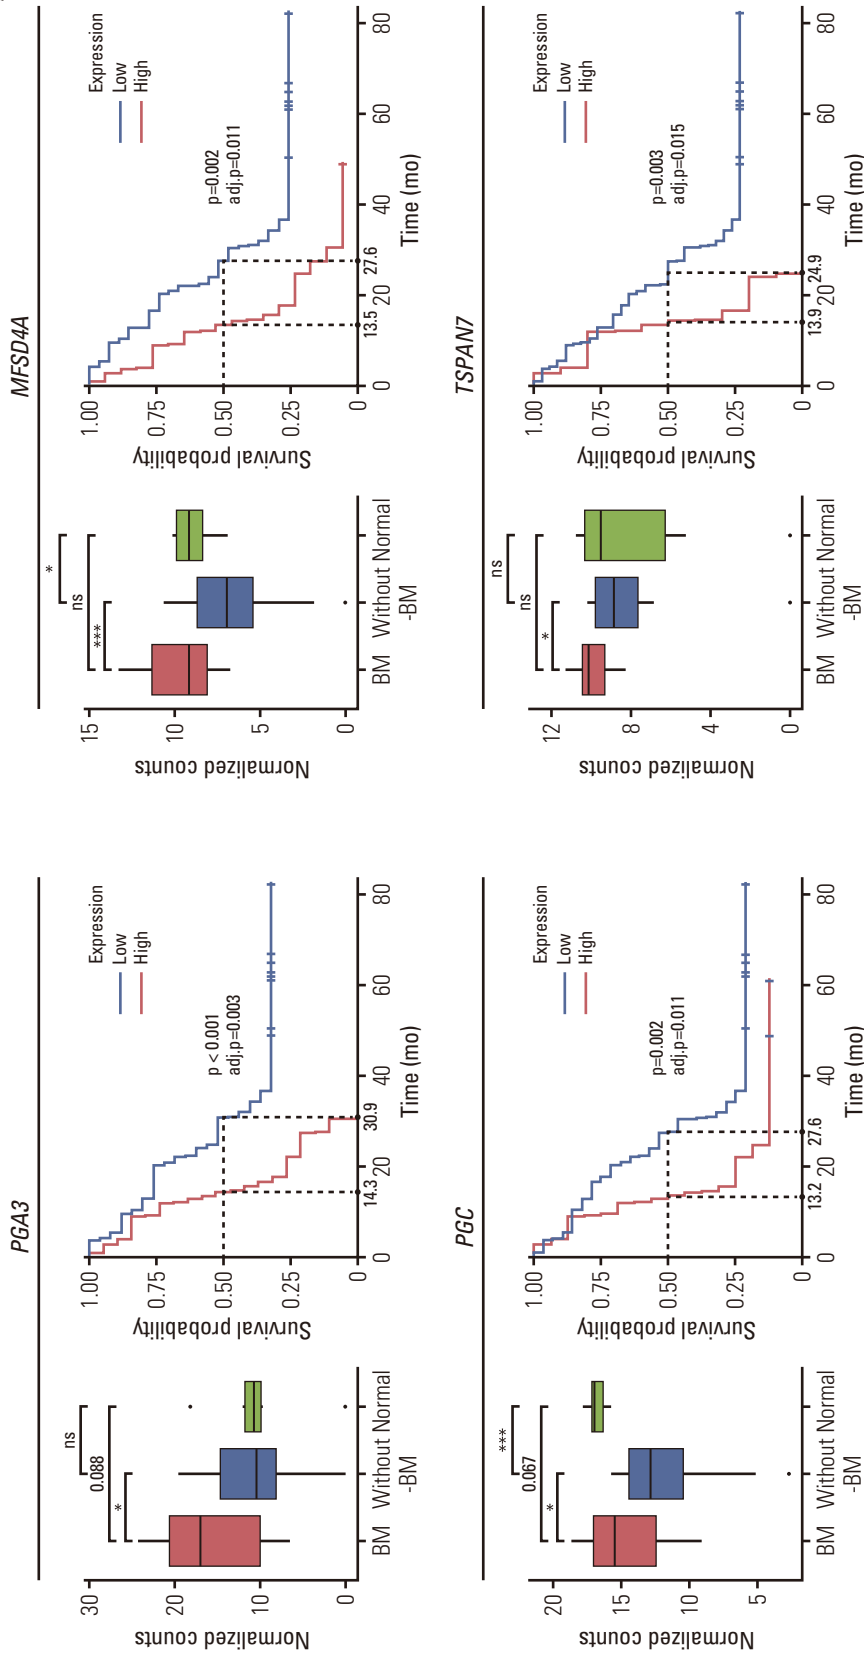 PGA3
Normalized counts
30
20
10
0
ns
0.088
*
BM
Without
-BM
Normal
Survival probability
1.00
0.75
0.50
0.25
0
Expression
Low
High
p < 0.001
adj.p=0.003
14.3
30.9
0
20
40
60
80
Time (mo)
MFSD4A
Normalized counts
15
10
5
0
*
ns
***
BM
Without
-BM
Normal
Survival probability
1.00
0.75
0.50
0.25
0
Expression
Low
High
p=0.002
adj.p=0.011
13.5
27.6
0
20
40
60
80
Time (mo)
PGC
Normalized counts
20
15
10
5
***
0.067
*
BM
Without
-BM
Normal
Survival probability
1.00
0.75
0.50
0.25
0
Expression
Low
High
p=0.002
adj.p=0.011
13.2
27.6
0
20
40
60
80
Time (mo)
TSPAN7
Normalized counts
12
8
4
0
ns
ns
*
BM
Without
-BM
Normal
Survival probability
1.00
0.75
0.50
0.25
0
Expression
Low
High
p=0.003
adj.p=0.015
13.9
24.9
0
20
40
60
80
Time (mo)